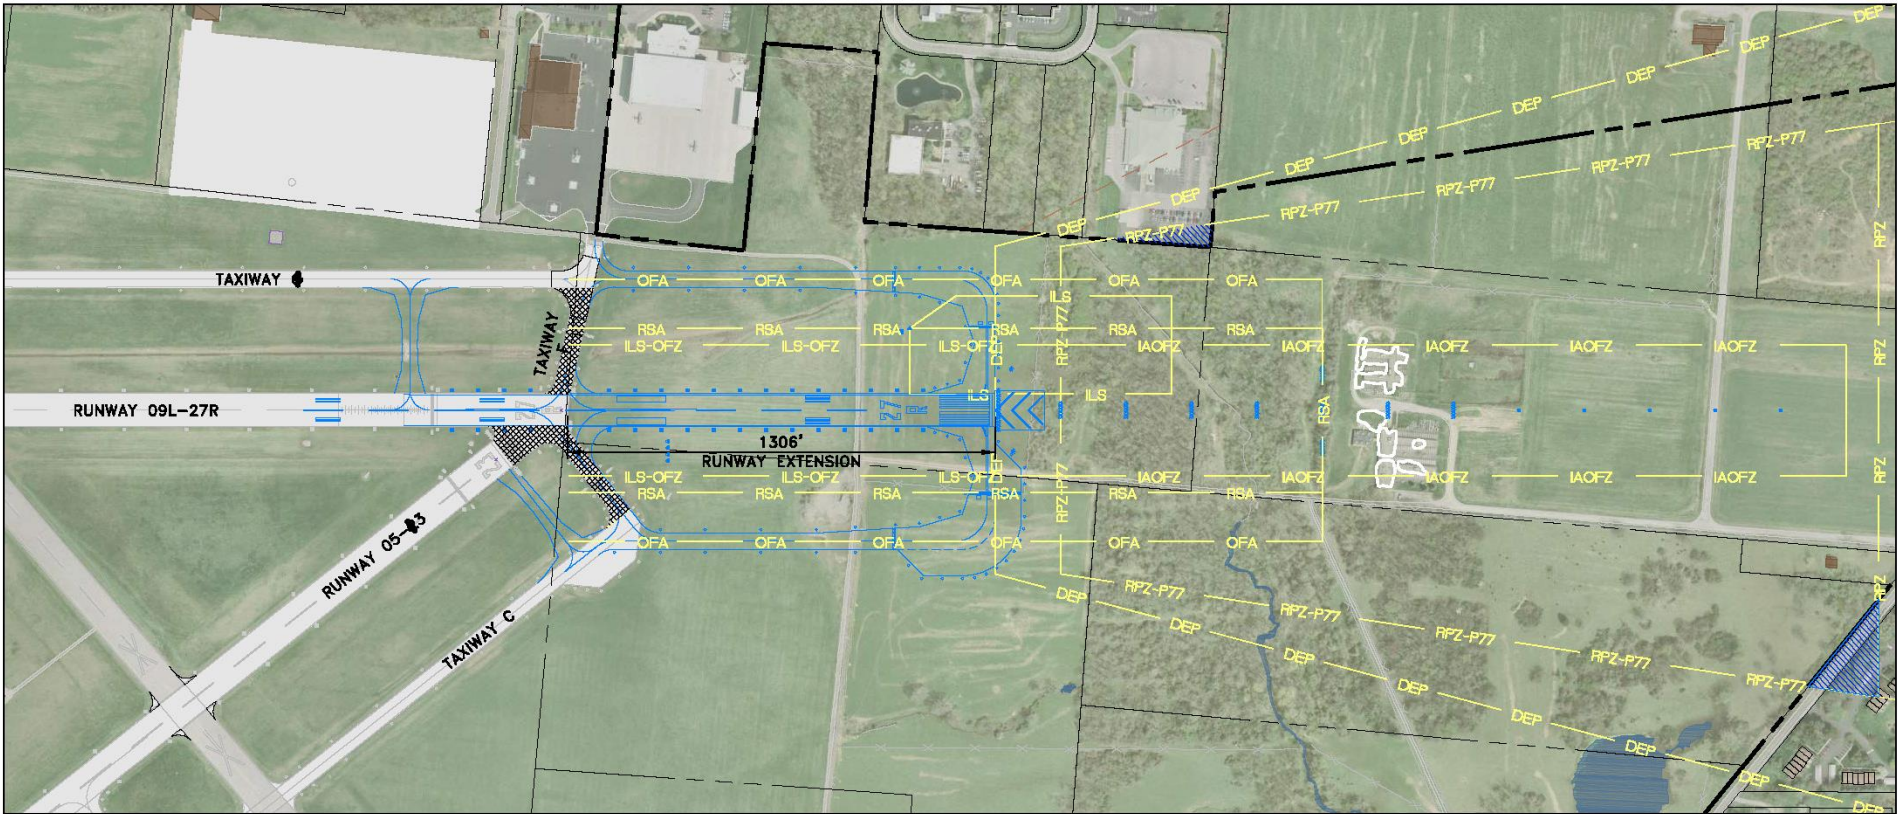 DEP
DEP
DEP
DEP
DEP
DEP
DEP
DEP
RPZ-P77 RPZ-P77 RPZ-P77 RPZ-P77 RPZ-P77
RPZ
TAXIWAY
OFA OFA OFA OFA OFA OFA
ILS
RSA RSA RSA RSA RSA RSA
ILS-OFZ ILS-OFZ ILS-OFZ IAOFZ IAOFZ IAOFZ IAOFZ IAOFZ
TAXIWAY
DEP
RPZ-P77
RPZ
ILS ILS
RUNWAY 09L-27R
27
R
27
R
RSA
1306'
RUNWAY EXTENSION
23
ILS-OFZ ILS-OFZ ILS-OFZ IAOFZ IAOFZ IAOFZ IAOFZ IAOFZ
DEP
RPZ-P77
RPZ
RSA RSA RSA RSA RSA RSA
RUNWAY 05-
OFA OFA OFA OFA OFA OFA
RPZ
RPZ-P77 RPZ-P77 RPZ-P77 RPZ-P77 RPZ-P77
TAXIWAY C
DEP
DEP
DEP
DEP
DEP
DEP
DEP
DEP